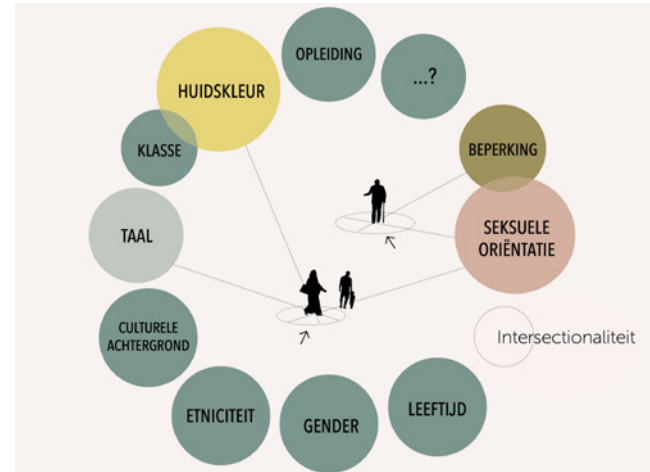 OPLEIDING
...?
HUIDSKLEUR
KLASSE
BEPERKING
TAAL
SEKSUELE
ORIËNTATIE
CULTURELE
ACHTERGROND
Intersectionaliteit
ETNICITEIT
GENDER
LEEFTIJD